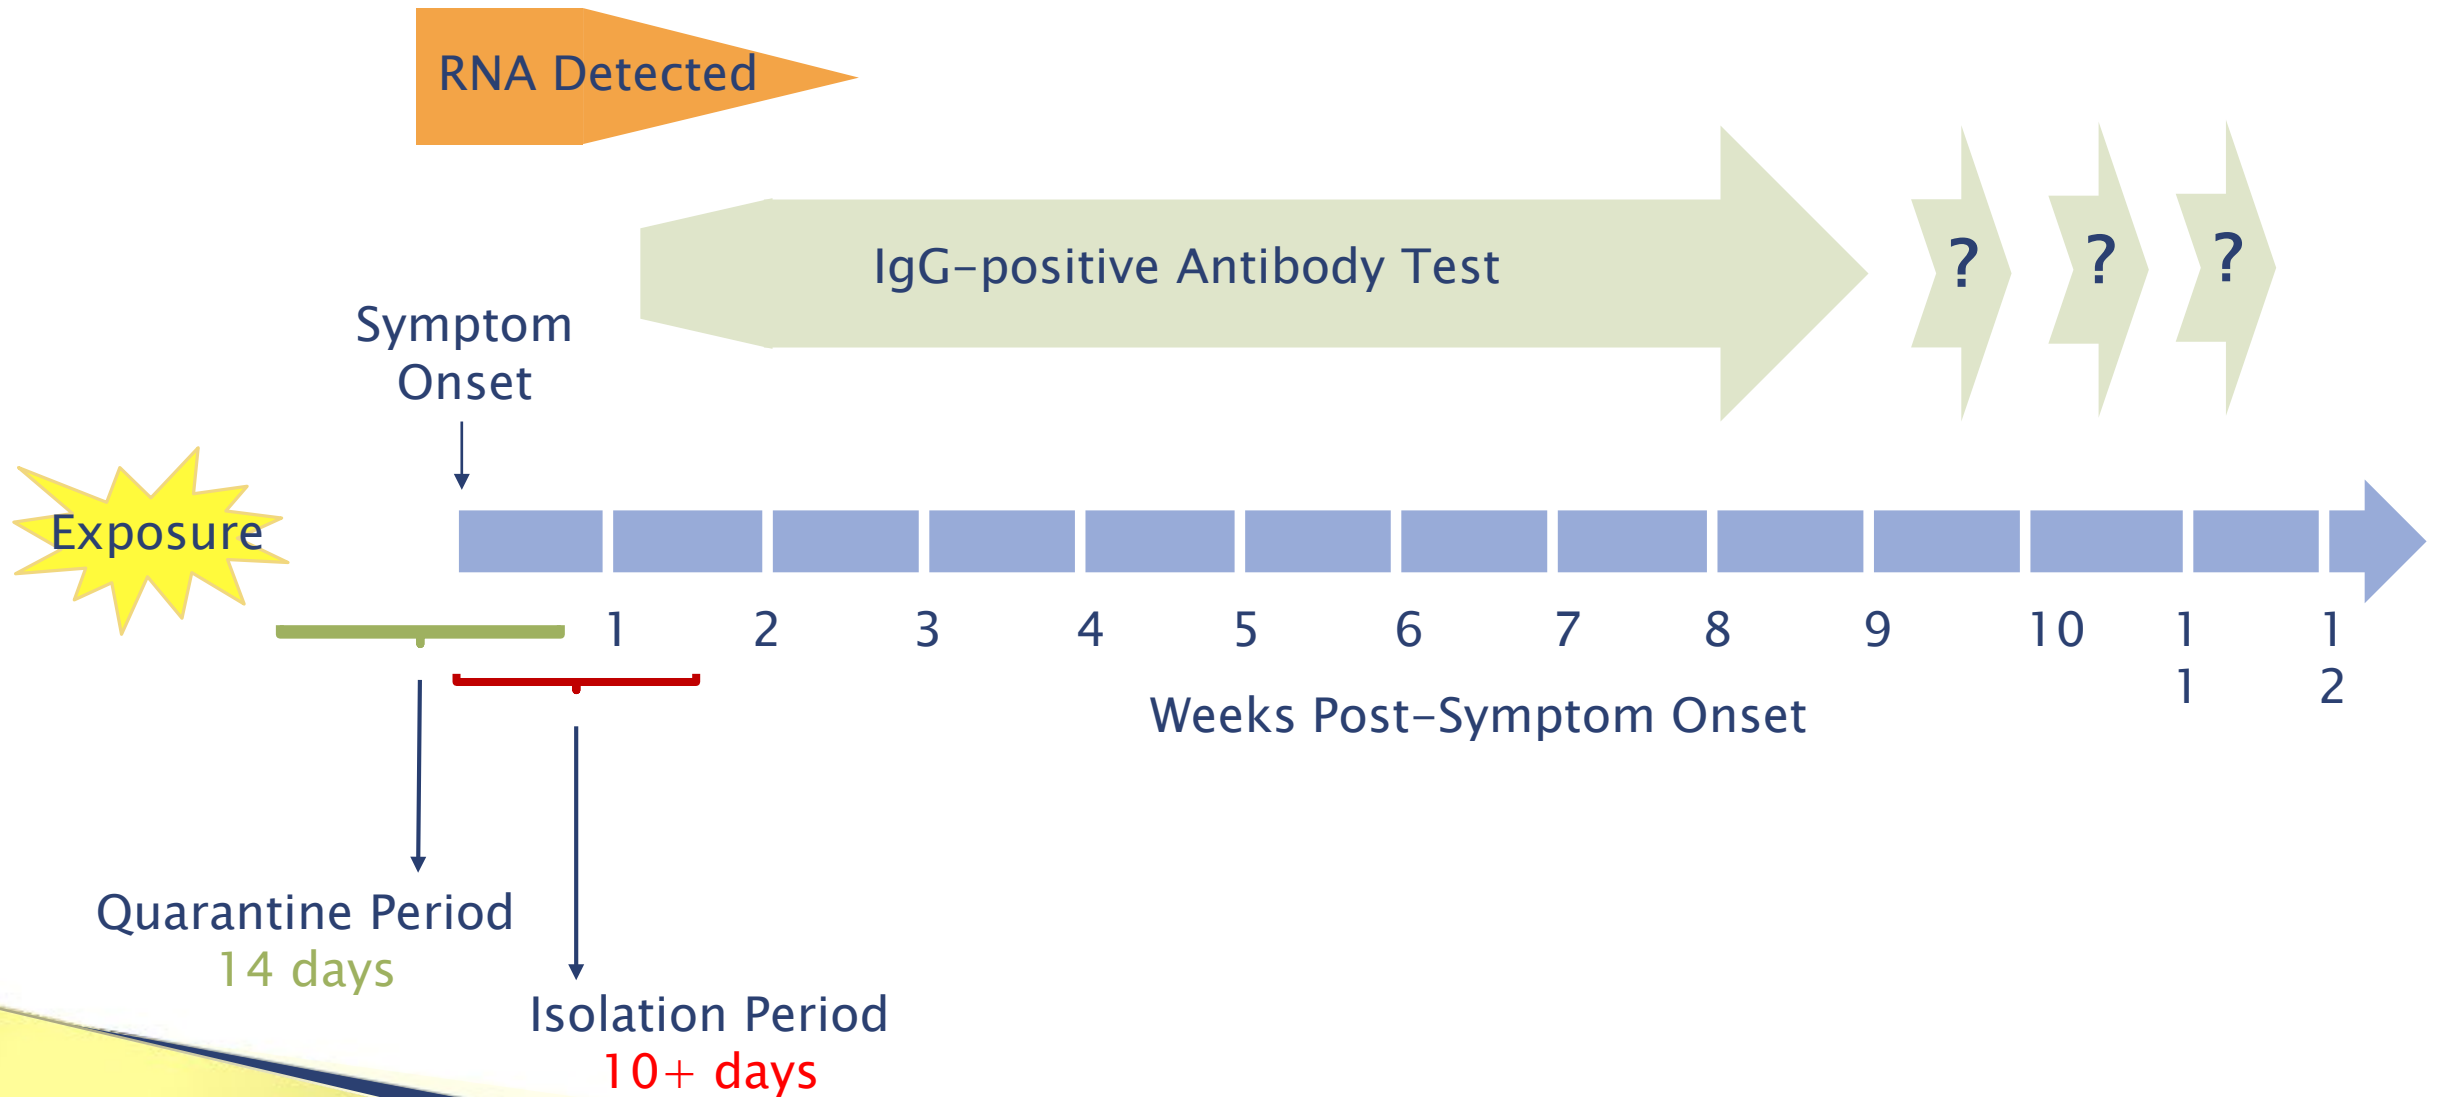 RNA Detected
IgG-positive Antibody Test
?
?
?
Symptom
Onset
Exposure
1
2
3
4
5
6
7
8
9
10
1
1
1
2
Weeks Post-Symptom Onset
Quarantine Period
14 days
Isolation Period
10+ days